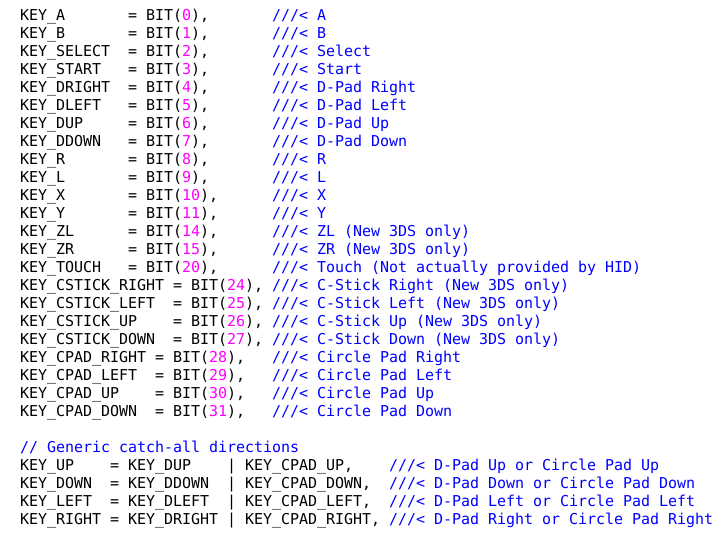 KEY_A       = BIT(0),       ///< A
KEY_B       = BIT(1),       ///< B
KEY_SELECT  = BIT(2),       ///< Select
KEY_START   = BIT(3),       ///< Start
KEY_DRIGHT  = BIT(4),       ///< D-Pad Right
KEY_DLEFT   = BIT(5),       ///< D-Pad Left
KEY_DUP     = BIT(6),       ///< D-Pad Up
KEY_DDOWN   = BIT(7),       ///< D-Pad Down
KEY_R       = BIT(8),       ///< R
KEY_L       = BIT(9),       ///< L
KEY_X       = BIT(10),      ///< X
KEY_Y       = BIT(11),      ///< Y
KEY_ZL      = BIT(14),      ///< ZL (New 3DS only)
KEY_ZR      = BIT(15),      ///< ZR (New 3DS only)
KEY_TOUCH   = BIT(20),      ///< Touch (Not actually provided by HID)
KEY_CSTICK_RIGHT = BIT(24), ///< C-Stick Right (New 3DS only)
KEY_CSTICK_LEFT  = BIT(25), ///< C-Stick Left (New 3DS only)
KEY_CSTICK_UP    = BIT(26), ///< C-Stick Up (New 3DS only)
KEY_CSTICK_DOWN  = BIT(27), ///< C-Stick Down (New 3DS only)
KEY_CPAD_RIGHT = BIT(28),   ///< Circle Pad Right
KEY_CPAD_LEFT  = BIT(29),   ///< Circle Pad Left
KEY_CPAD_UP    = BIT(30),   ///< Circle Pad Up
KEY_CPAD_DOWN  = BIT(31),   ///< Circle Pad Down

// Generic catch-all directions
KEY_UP    = KEY_DUP    | KEY_CPAD_UP,    ///< D-Pad Up or Circle Pad Up
KEY_DOWN  = KEY_DDOWN  | KEY_CPAD_DOWN,  ///< D-Pad Down or Circle Pad Down
KEY_LEFT  = KEY_DLEFT  | KEY_CPAD_LEFT,  ///< D-Pad Left or Circle Pad Left
KEY_RIGHT = KEY_DRIGHT | KEY_CPAD_RIGHT, ///< D-Pad Right or Circle Pad Right